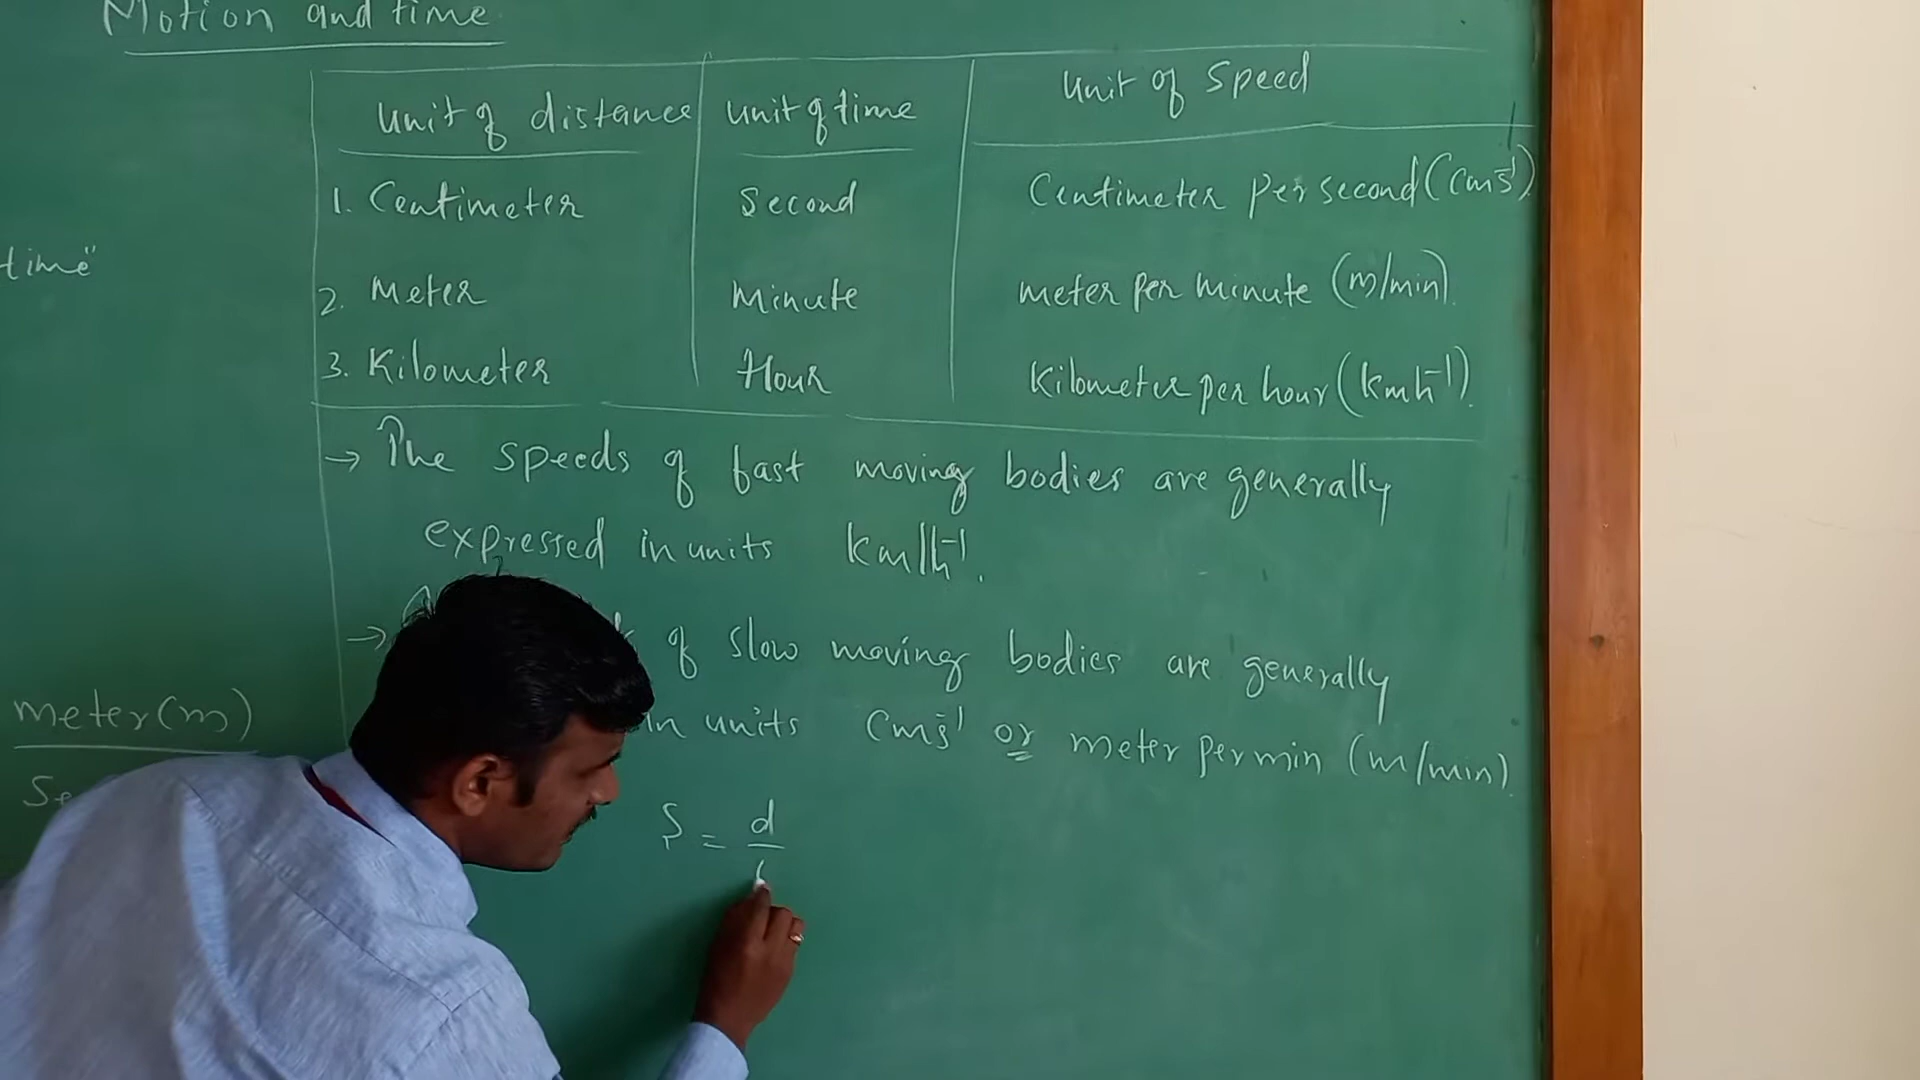 Motion and time
Unit of distance Unit of time Unit of Speed
1. Centimeter Second Centimeter Per second (cms⁻¹)
time"
2. Meter Minute meter per minute (m/min).
3. Kilometer Hour Kilometer per hour (kmh⁻¹).
→ The speeds of fast moving bodies are generally
expressed in units km/h⁻¹.
→ of slow moving bodies are generally
meter (m)
in units cms⁻¹ or meter per min (m/min).
S = d